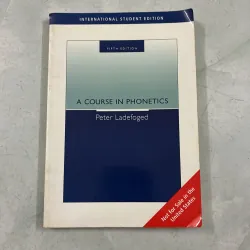 INTERNATIONAL STUDENT EDITION
FIFTH EDITION
A COURSE IN PHONETICS
Peter Ladefoged
Not for Sale in the
United States